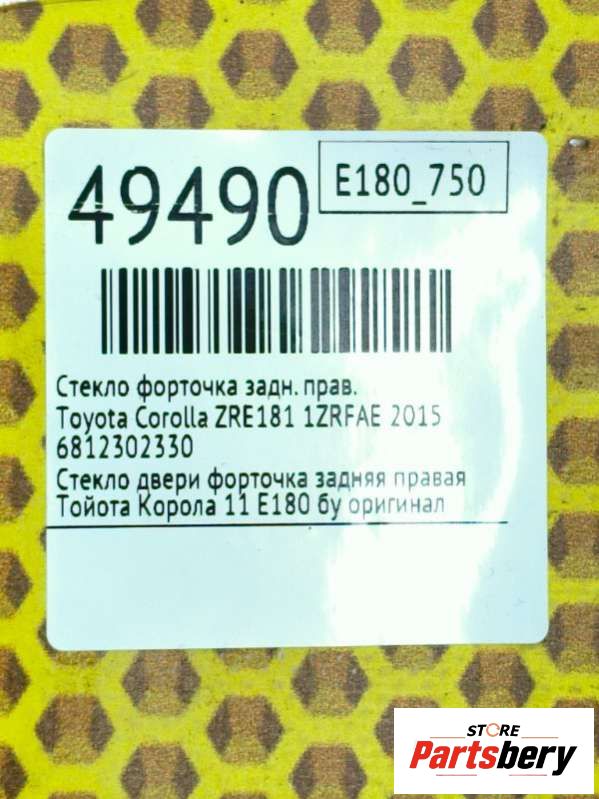 49490
E180_750
Стекло форточка задн. прав.
Toyota Corolla ZRE181 1ZRFAE 2015
6812302330
Стекло двери форточка задняя правая
Тойота Корола 11 Е180 бу оригинал
STORE
Partsbery